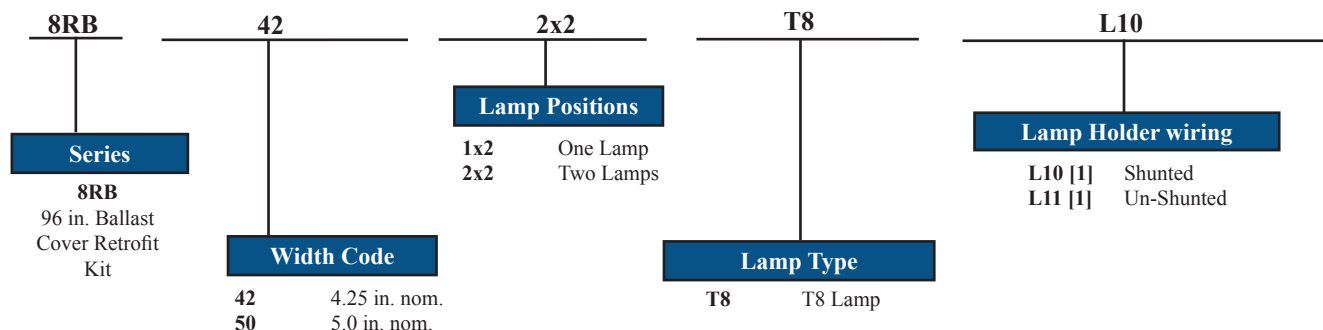 8RB 42 2x2 T8 L10
Lamp Positions
1x2 One Lamp
2x2 Two Lamps
Lamp Holder wiring
L10 [1] Shunted
L11 [1] Un-Shunted
Series
8RB
96 in. Ballast
Cover Retrofit
Kit
Width Code
42 4.25 in. nom.
50 5.0 in. nom.
Lamp Type
T8 T8 Lamp